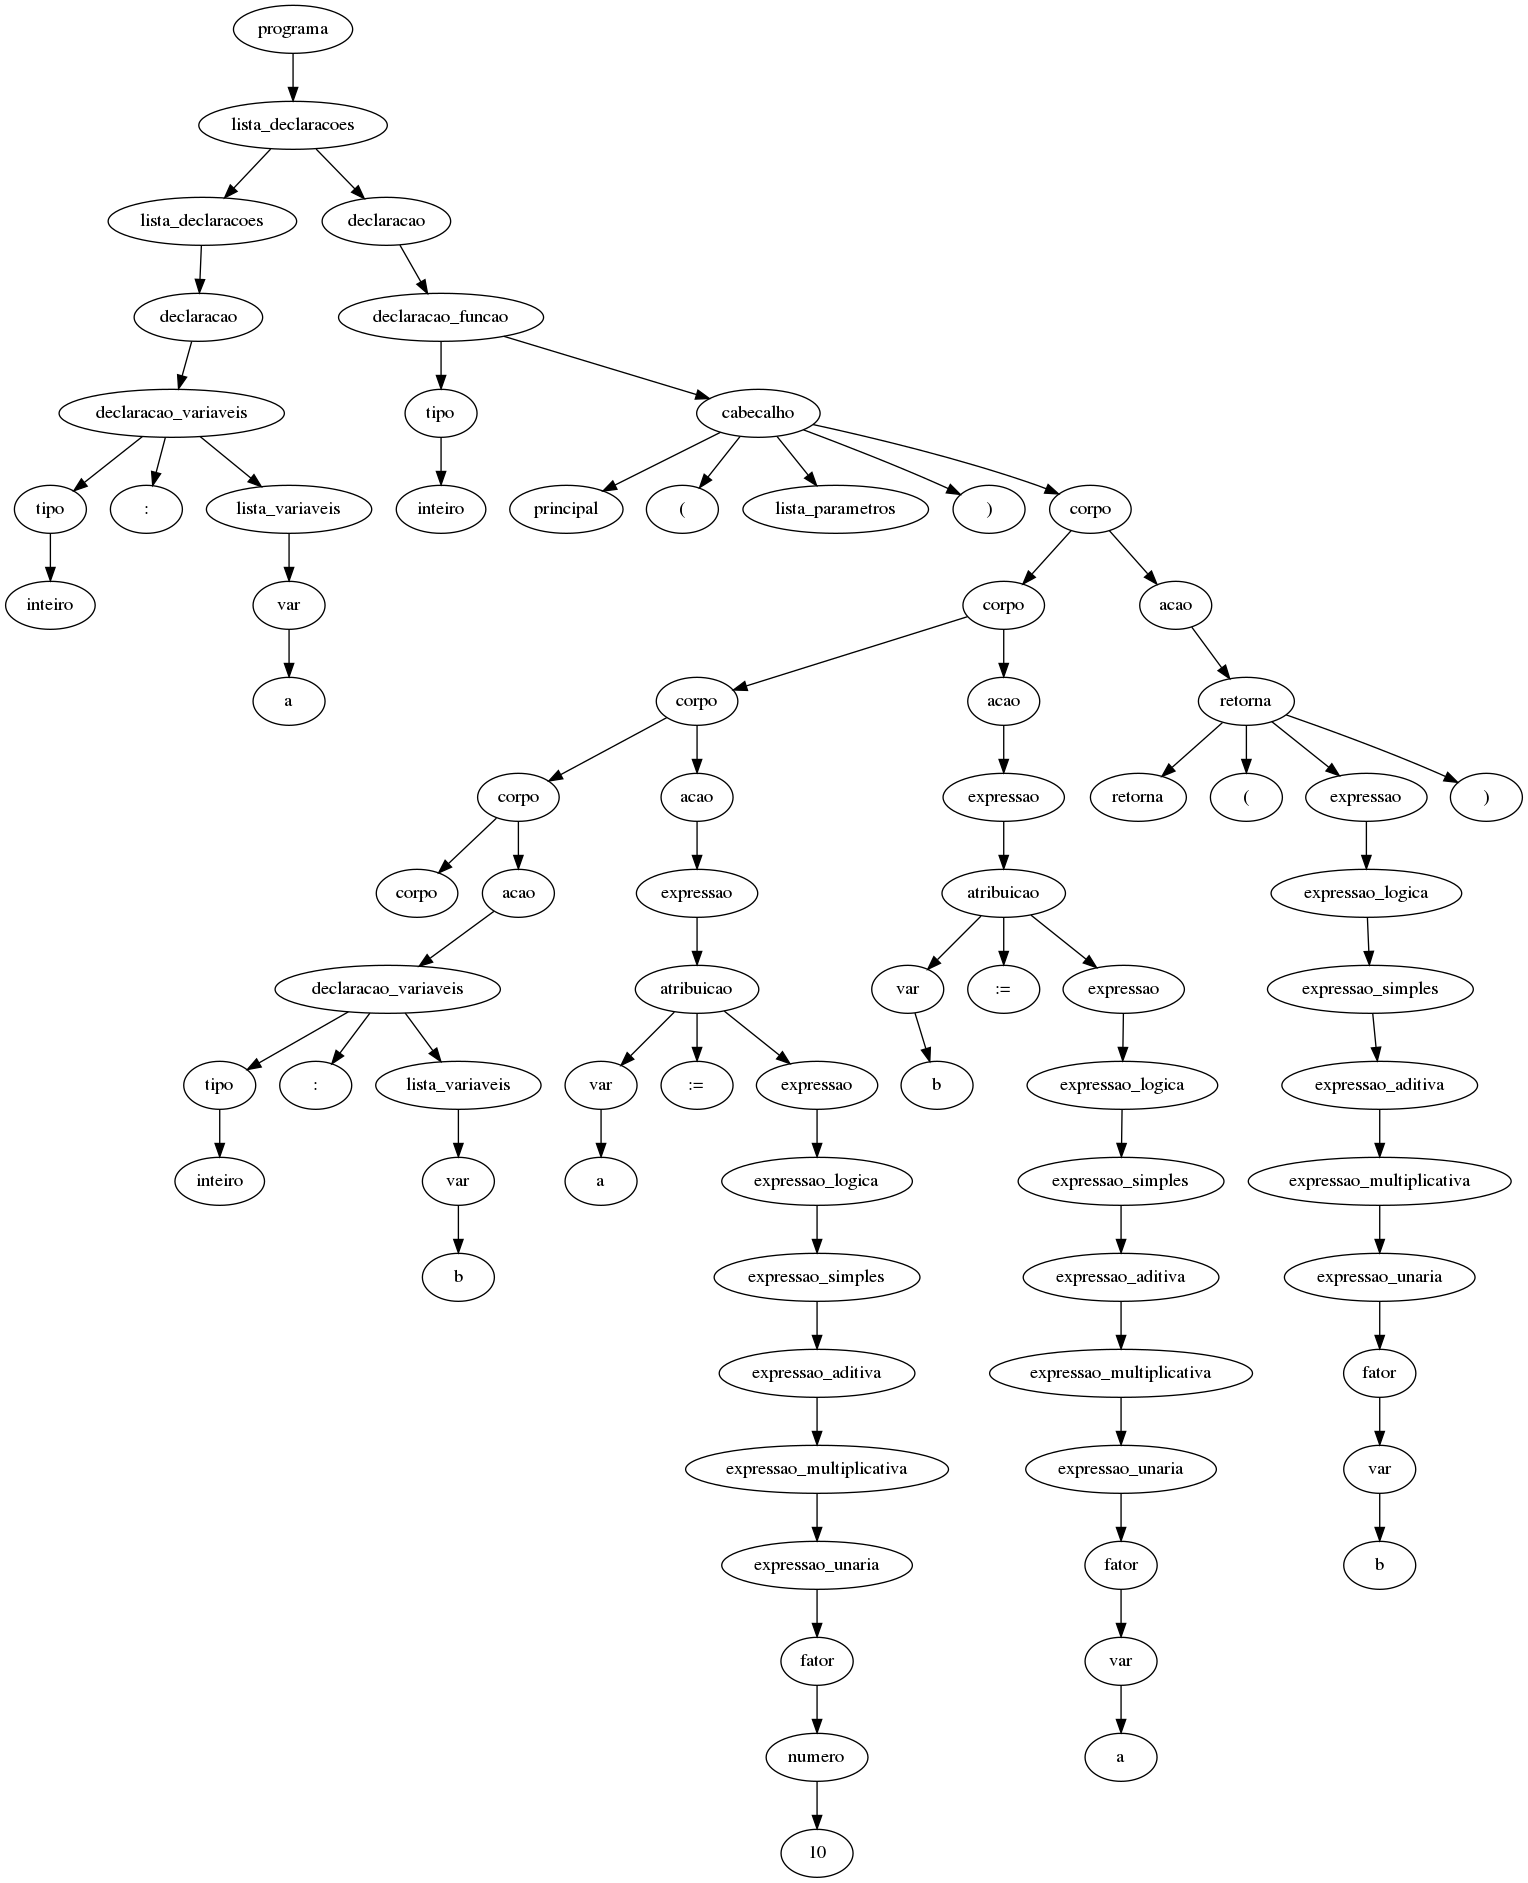 programa
lista_declaracoes
lista_declaracoes declaracao
declaracao declaracao_funcao
declaracao_variaveis tipo cabecalho
tipo : lista_variaveis inteiro principal ( lista_parametros ) corpo
inteiro var corpo acao
a corpo acao retorna
corpo acao expressao retorna ( expressao )
corpo acao expressao atribuicao expressao_logica
declaracao_variaveis atribuicao var := expressao expressao_simples
tipo : lista_variaveis var := expressao b expressao_logica expressao_aditiva
inteiro var a expressao_logica expressao_simples expressao_multiplicativa
b expressao_simples expressao_aditiva expressao_unaria
expressao_aditiva expressao_multiplicativa fator
expressao_multiplicativa expressao_unaria var
expressao_unaria fator b
fator var
numero a
10